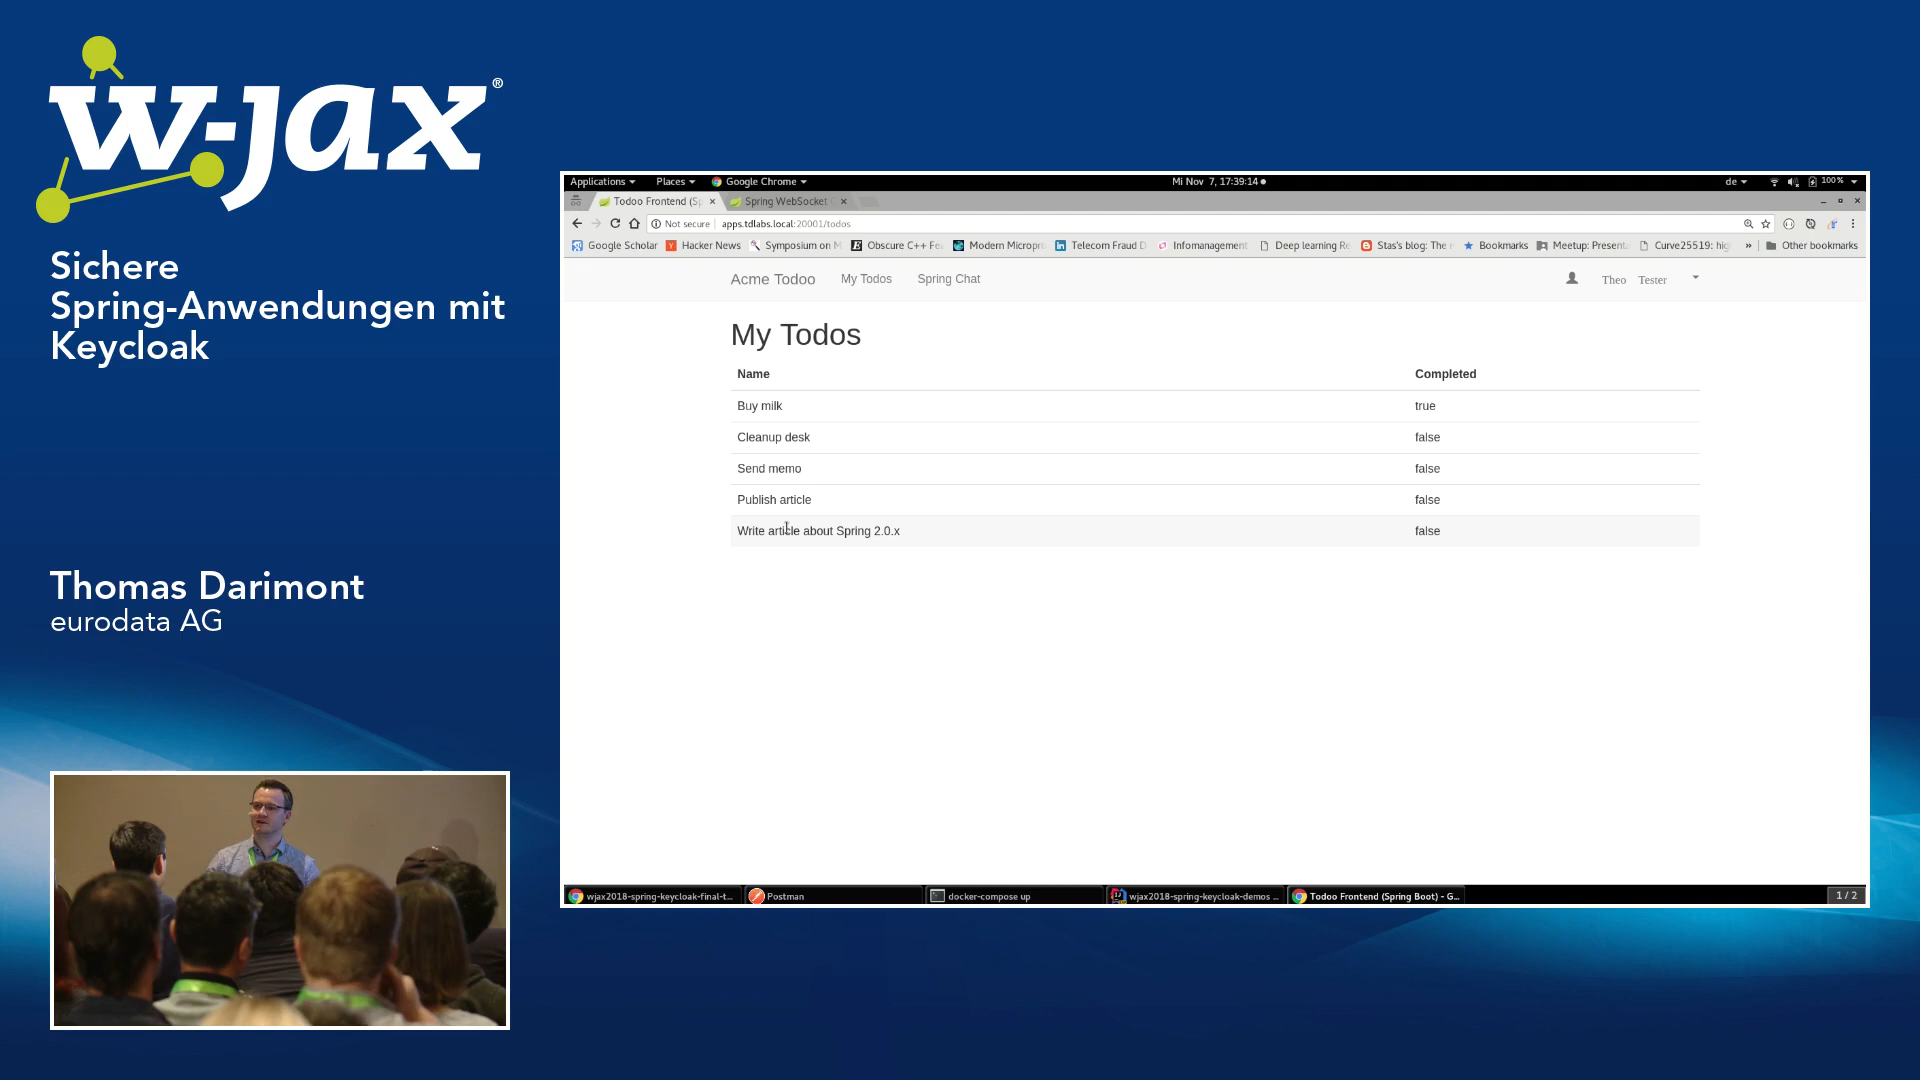 w-jax®
Sichere
Spring-Anwendungen mit
Keycloak
Thomas Darimont
eurodata AG
Applications Places Google Chrome Mi Nov 7, 17:39:14 de 100%
Todoo Frontend (Sp Spring WebSocket
Not secure apps.tdlabs.local:20001/todos
Google Scholar Hacker News Symposium on M Obscure C++ Fe Modern Micropro Telecom Fraud D Infomanagement Deep learning Re Stas's blog: The r Bookmarks Meetup: Present Curve25519: hig » Other bookmarks
Acme Todoo My Todos Spring Chat Theo Tester
My Todos
Name Completed
Buy milk true
Cleanup desk false
Send memo false
Publish article false
Write article about Spring 2.0.x false
wjax2018-spring-keycloak-final-t... Postman docker-compose up wjax2018-spring-keycloak-demos ... Todoo Frontend (Spring Boot) - G... 1 / 2